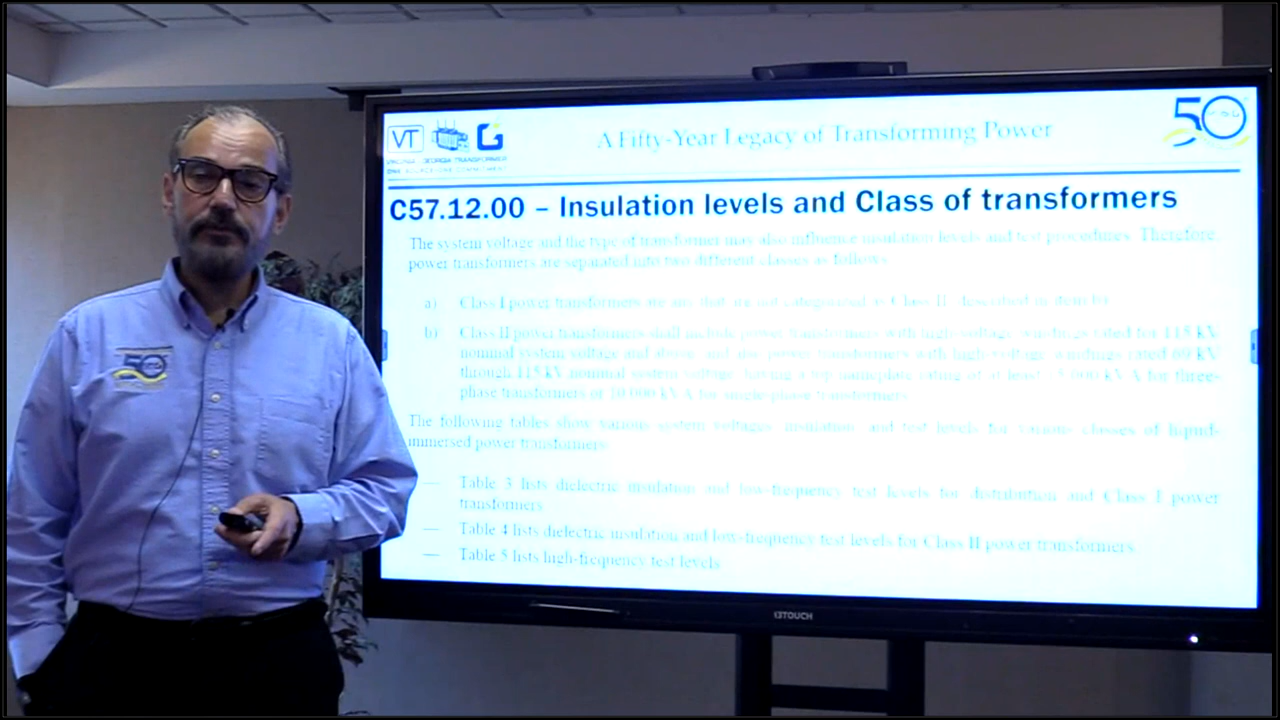 VT
G
A Fifty-Year Legacy of Transforming Power
50
GEORGIA TRANSFORMER
C57.12.00 – Insulation levels and Class of transformers
The system voltage and the type of transformer may also influence insulation levels and test procedures. Therefore,
power transformers are separated into two different classes as follows:
a) Class I power transformers are any that are not categorized as Class II, described in item b).
b) Class II power transformers shall include power transformers with high-voltage windings rated for 115 kV
nominal system voltage and above, and also power transformers with high-voltage windings rated 69 kV
through 115 kV nominal system voltage, having a top nameplate rating of at least 000 kVA for three-
phase transformers or 10 000 kVA for single-phase transformers.
The following tables show various system voltages, insulation, and test levels for various classes of liquid-
immersed power transformers:
— Table 3 lists dielectric insulation and low-frequency test levels for distribution and Class I power
transformers
— Table 4 lists dielectric insulation and low-frequency test levels for Class II power transformers.
— Table 5 lists high-frequency test levels
50
i3TOUCH